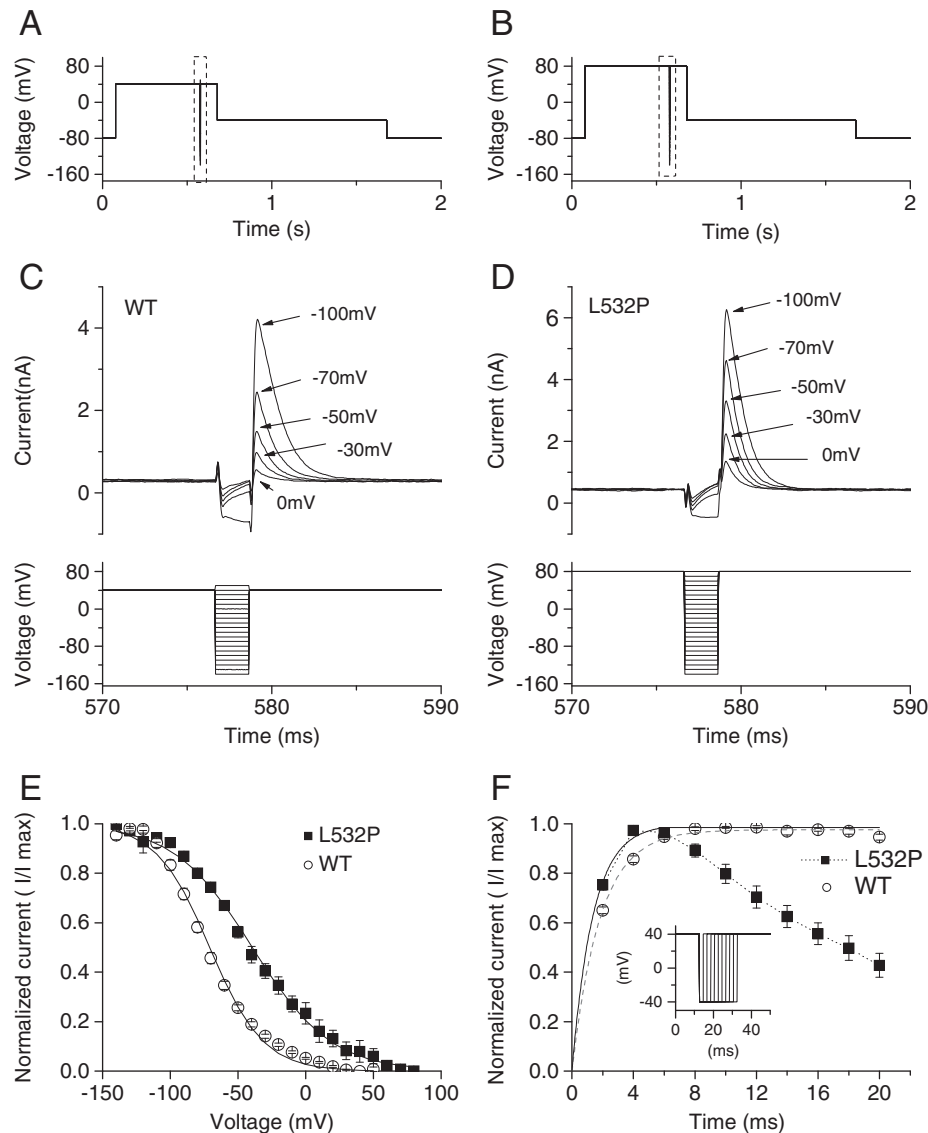 A
B
Voltage (mV)
80
0
-80
-160
0
1
2
Time (s)
Voltage (mV)
80
0
-80
-160
0
1
2
Time (s)
C
WT
Current(nA)
4
2
0
-100mV
-70mV
-50mV
-30mV
0mV
D
L532P
Current (nA)
6
4
2
0
-100mV
-70mV
-50mV
-30mV
0mV
Voltage (mV)
80
0
-80
-160
570
580
590
Time (ms)
Voltage (mV)
80
0
-80
-160
570
580
590
Time (ms)
E
Normalized current ( I/I max)
1.0
0.8
0.6
0.4
0.2
0.0
L532P
WT
-150
-100
-50
0
50
100
Voltage (mV)
F
Normalized current ( I/I max)
1.0
0.8
0.6
0.4
0.2
0.0
L532P
WT
(mV)
40
0
-40
0
20
40
(ms)
0
4
8
12
16
20
Time (ms)